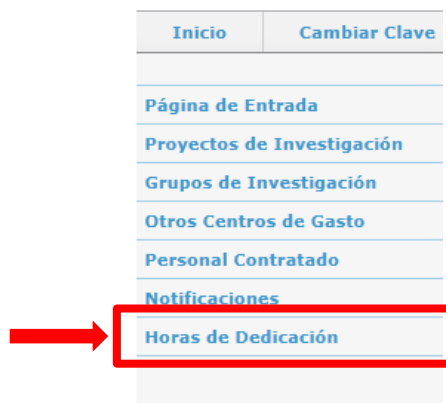 Inicio Cambiar Clave
Página de Entrada
Proyectos de Investigación
Grupos de Investigación
Otros Centros de Gasto
Personal Contratado
Notificaciones
Horas de Dedicación